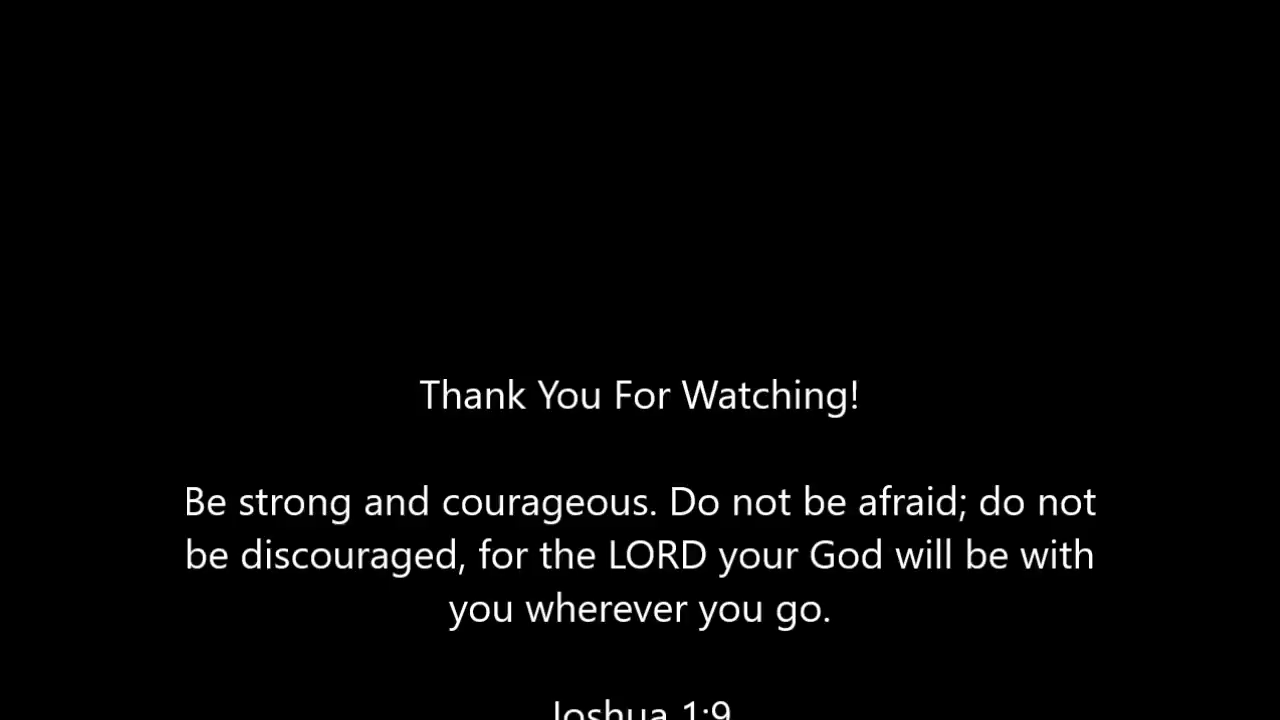 Thank You For Watching!
Be strong and courageous. Do not be afraid; do not
be discouraged, for the LORD your God will be with
you wherever you go.
Joshua 1:9